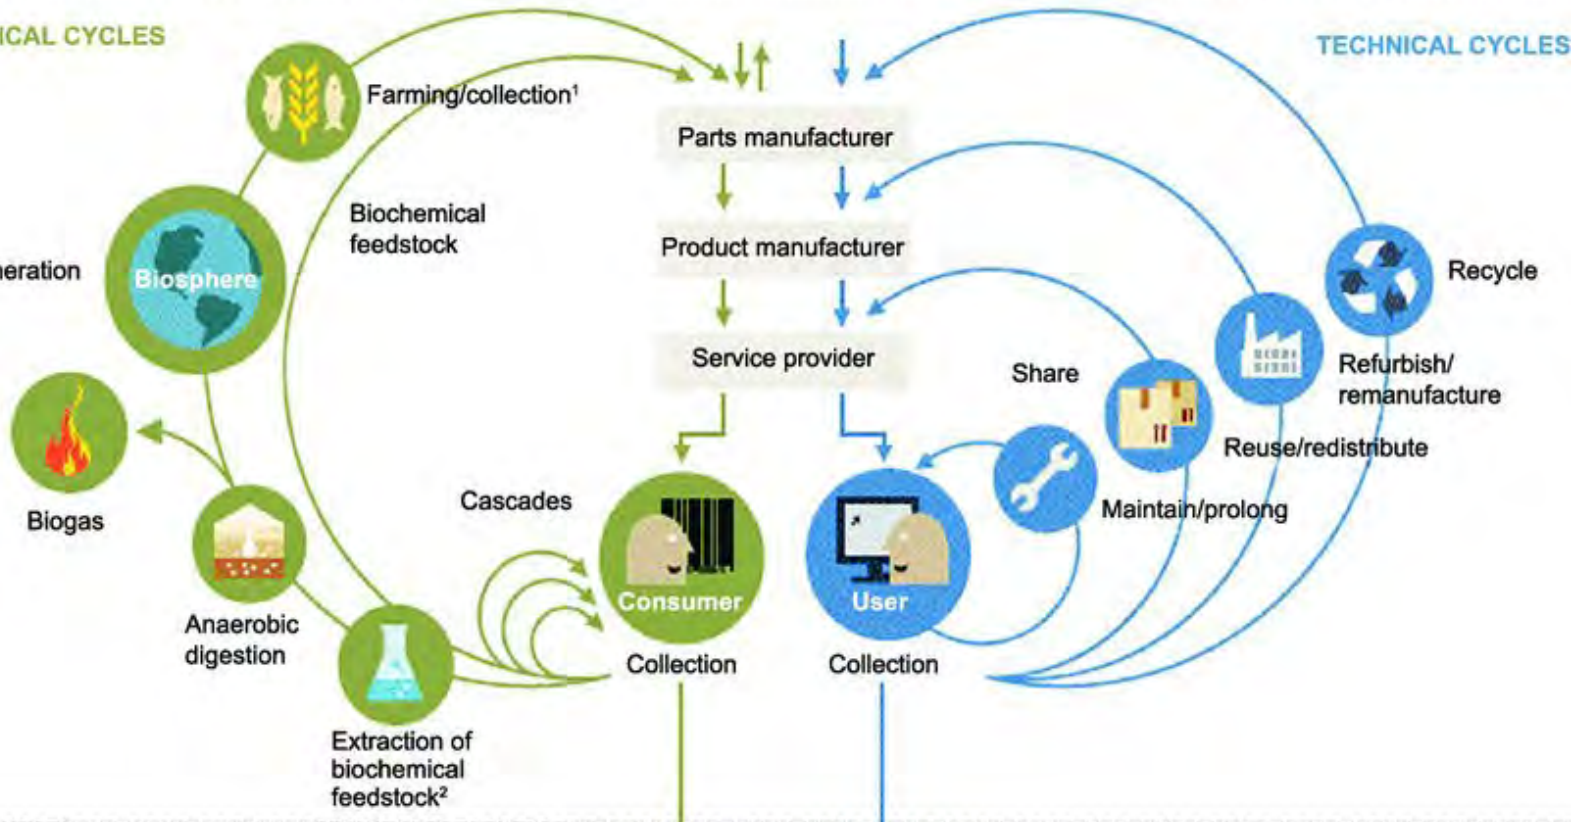 ICAL CYCLES
TECHNICAL CYCLES
Farming/collection¹
Parts manufacturer
Biochemical
feedstock
Product manufacturer
neration
Biosphere
Recycle
Service provider
Share
Refurbish/
remanufacture
Reuse/redistribute
Cascades
Maintain/prolong
Biogas
Consumer
User
Anaerobic
digestion
Collection
Collection
Extraction of
biochemical
feedstock²